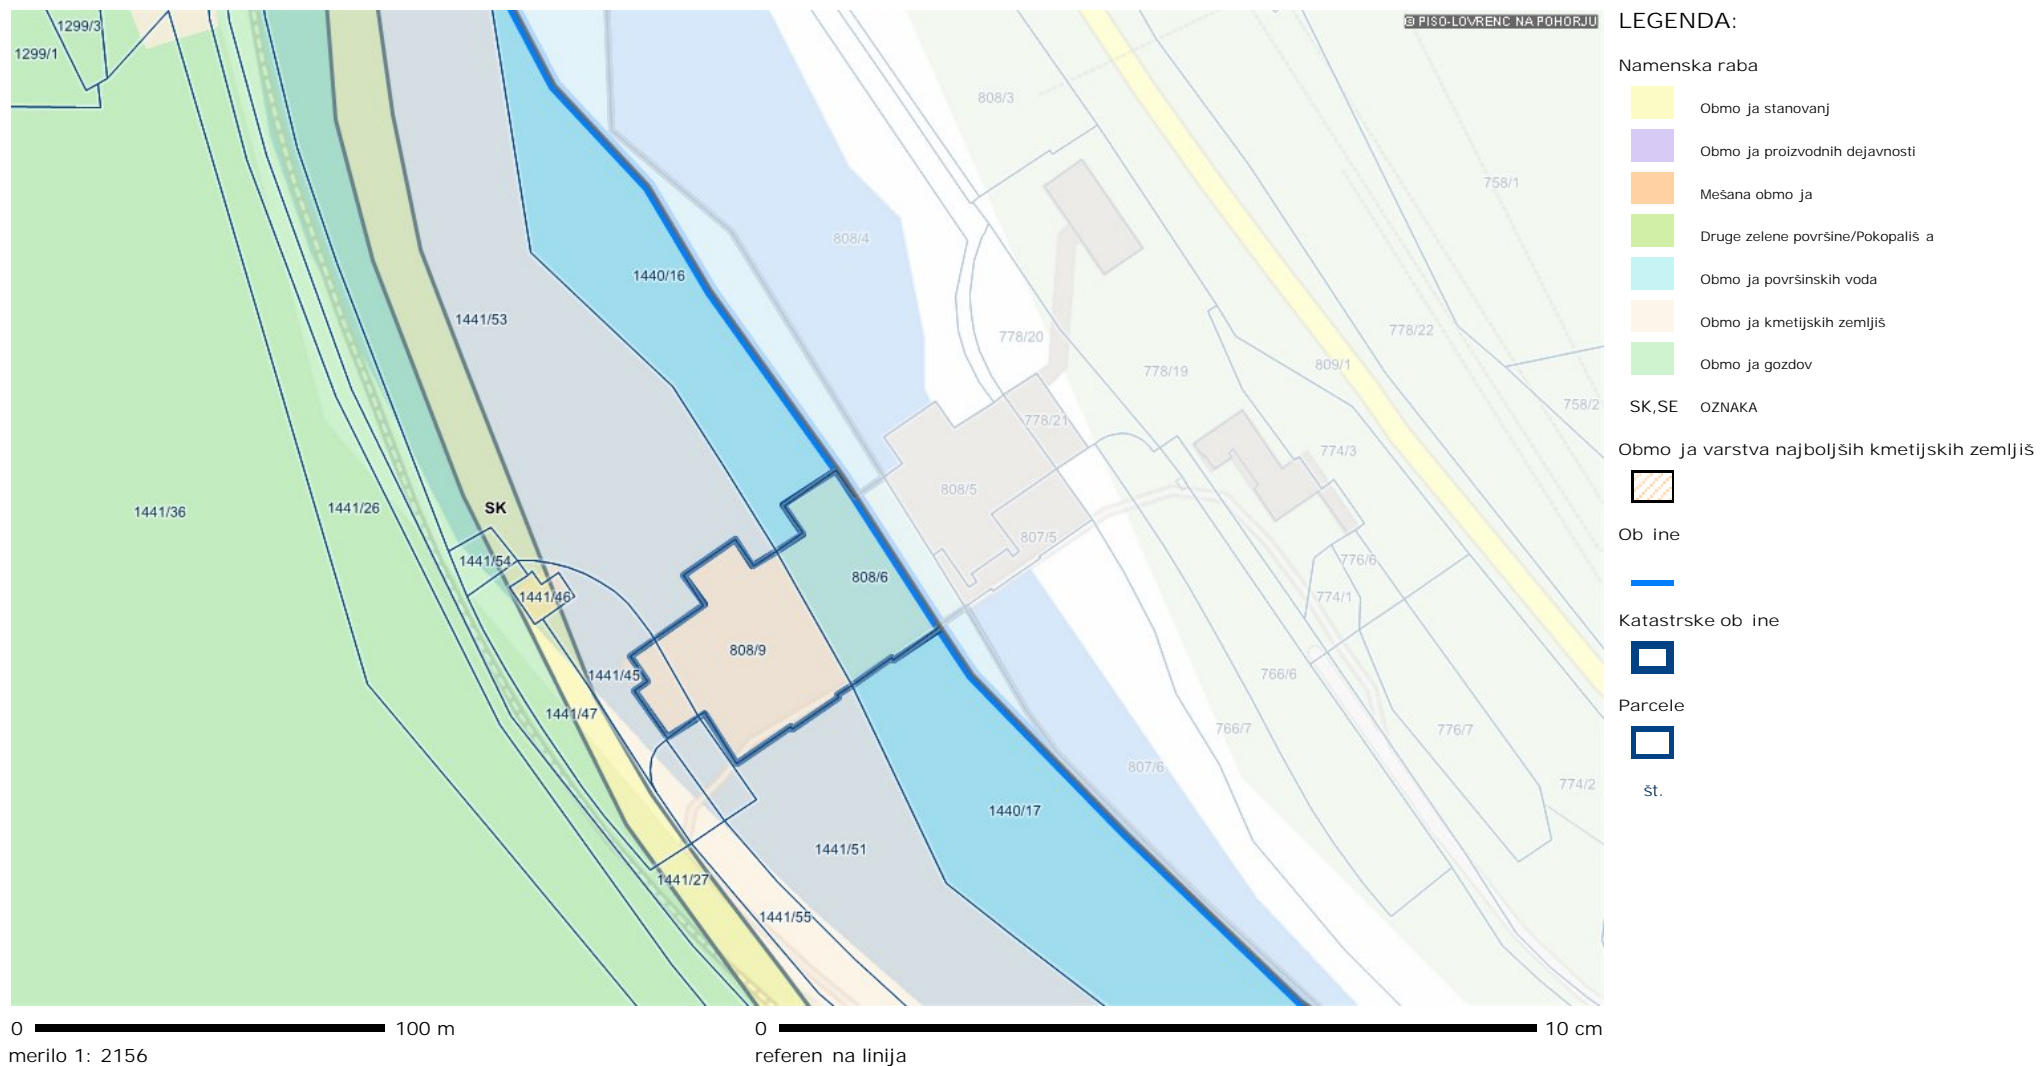 © PISO-LOVRENC NA POHORJU
1299/3
1299/1
808/3
758/1
808/4
1440/16
1441/53
778/20
778/22
778/19
809/1
758/2
778/21
774/3
808/5
1441/36
1441/26
SK
807/5
1441/54
776/6
808/6
1441/46
774/1
808/9
1441/45
766/6
1441/47
766/7
776/7
807/6
774/2
1440/17
1441/51
1441/27
1441/55
LEGENDA:
Namenska raba
Obmo ja stanovanj
Obmo ja proizvodnih dejavnosti
Mešana obmo ja
Druge zelene površine/Pokopališ a
Obmo ja površinskih voda
Obmo ja kmetijskih zemljiš
Obmo ja gozdov
SK,SE OZNAKA
Obmo ja varstva najboljših kmetijskih zemljiš
Ob ine
Katastrske ob ine
Parcele
št.
0 100 m
merilo 1: 2156
0 10 cm
referen na linija